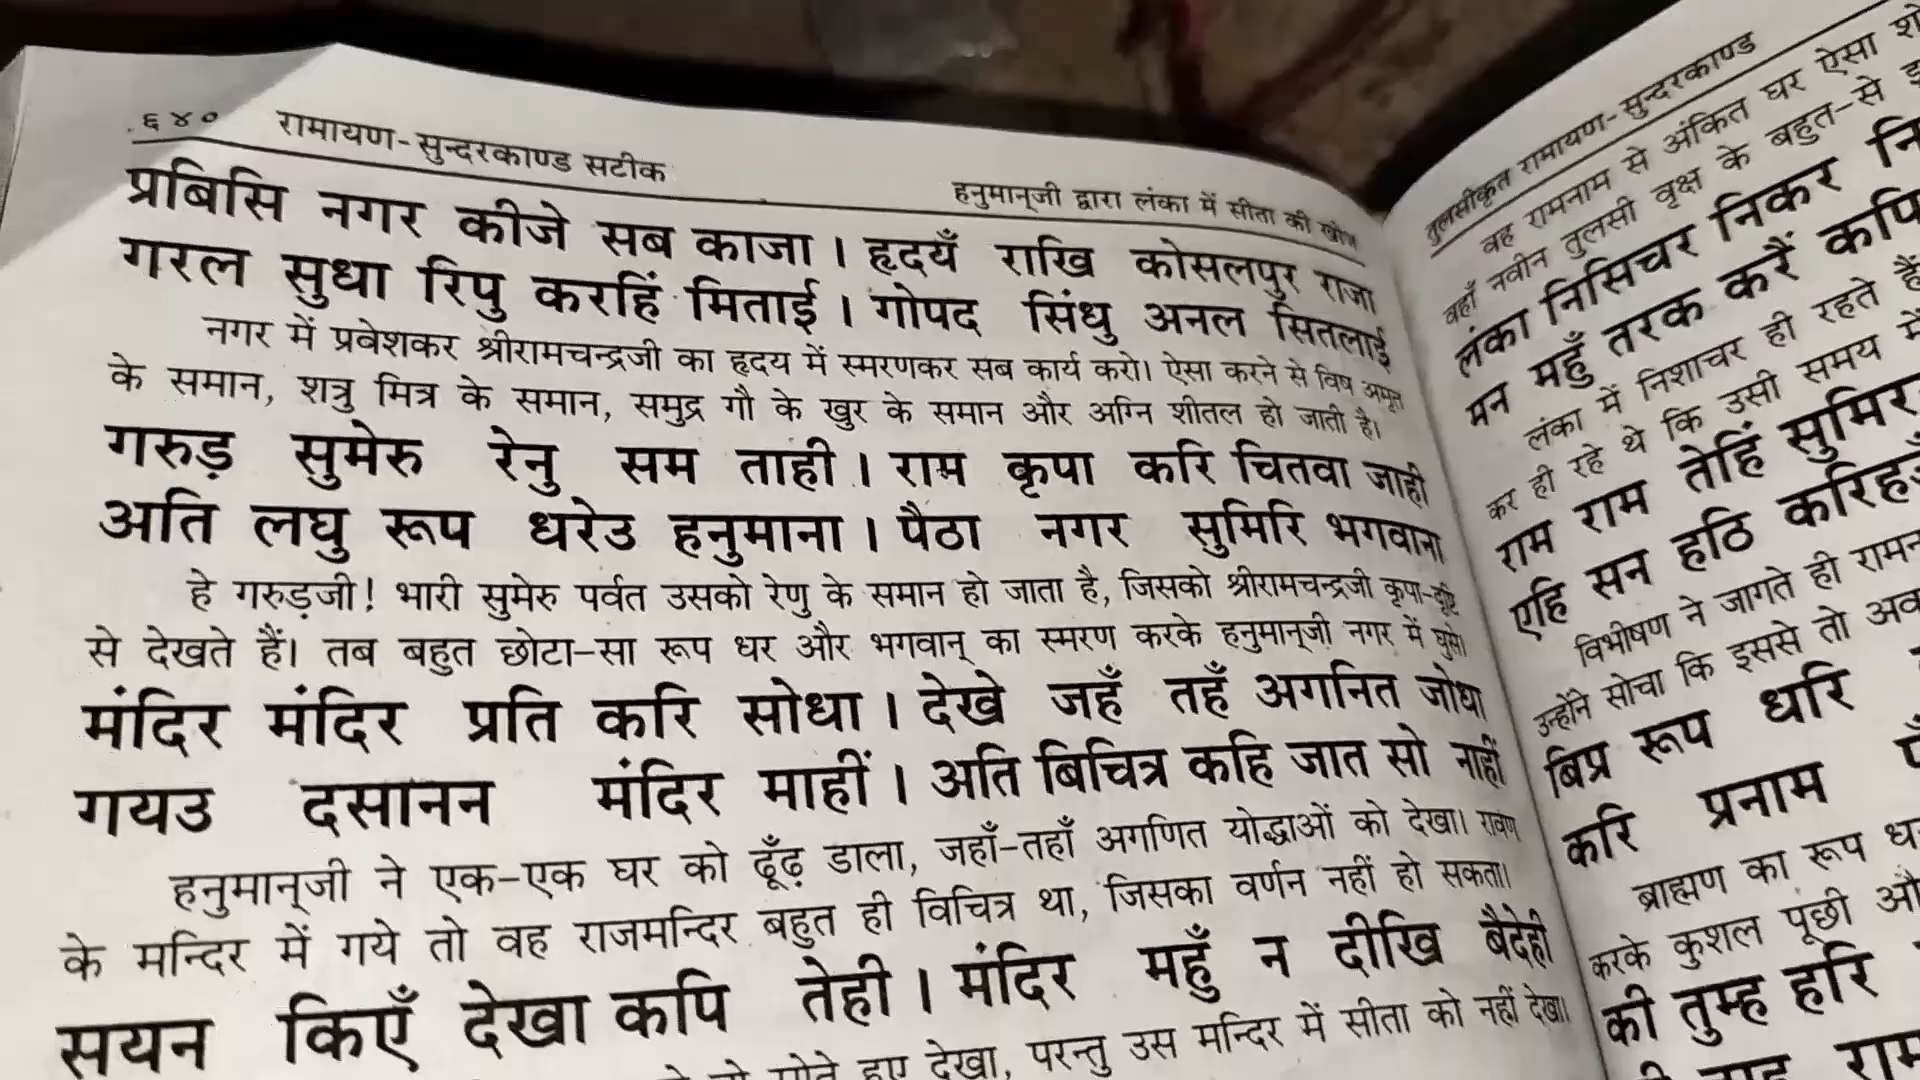 ६४०
रामायण-सुन्दरकाण्ड सटीक
हनुमान्‌जी द्वारा लंका में सीता की खोज
प्रबिसि नगर कीजे सब काजा । हृदयँ राखि कोसलपुर राजा
गरल सुधा रिपु करहिं मिताई । गोपद सिंधु अनल सितलाई
नगर में प्रवेशकर श्रीरामचन्द्रजी का हृदय में स्मरणकर सब कार्य करो। ऐसा करने से विष अमृत
के समान, शत्रु मित्र के समान, समुद्र गौ के खुर के समान और अग्नि शीतल हो जाती है।
गरुड़ सुमेरु रेनु सम ताही । राम कृपा करि चितवा जाही
अति लघु रूप धरेउ हनुमाना । पैठा नगर सुमिरि भगवाना
हे गरुड़जी! भारी सुमेरु पर्वत उसको रेणु के समान हो जाता है, जिसको श्रीरामचन्द्रजी कृपा-दृष्टि
से देखते हैं। तब बहुत छोटा-सा रूप धर और भगवान् का स्मरण करके हनुमान्‌जी नगर में घुसे।
मंदिर मंदिर प्रति करि सोधा । देखे जहँ तहँ अगनित जोधा
गयउ दसानन मंदिर माहीं । अति बिचित्र कहि जात सो नाहीं
हनुमान्‌जी ने एक-एक घर को ढूँढ़ डाला, जहाँ-तहाँ अगणित योद्धाओं को देखा। रावण
के मन्दिर में गये तो वह राजमन्दिर बहुत ही विचित्र था, जिसका वर्णन नहीं हो सकता।
सयन किएँ देखा कपि तेही । मंदिर महुँ न दीखि बैदेही
हुए देखा, परन्तु उस मन्दिर में सीता को नहीं देखा।
तुलसीकृत रामायण-सुन्दरकाण्ड
वह रामनाम से अंकित घर ऐसा
वहाँ नवीन तुलसी वृक्ष के बहुत-से
लंका निसिचर निकर
मन महुँ तरक करैं कपि
लंका में निशाचर ही रहते हैं
कर ही रहे थे कि उसी समय में
राम राम तेहिं सुमिर
एहि सन हठि करिहउँ
विभीषण ने जागते ही
उन्होंने सोचा कि इससे तो
बिप्र रूप धरि
करि प्रनाम
ब्राह्मण का रूप
करके कुशल पूछी
की तुम्ह हरि
राम